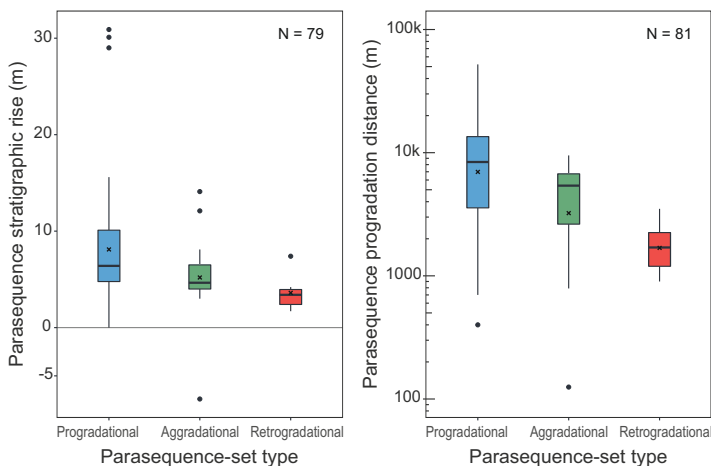 Parasequence stratigraphic rise (m)
30
20
10
0
-5
N = 79
Progradational Aggradational Retrogradational
Parasequence-set type
Parasequence progradation distance (m)
100k
10k
1000
100
N = 81
Progradational Aggradational Retrogradational
Parasequence-set type